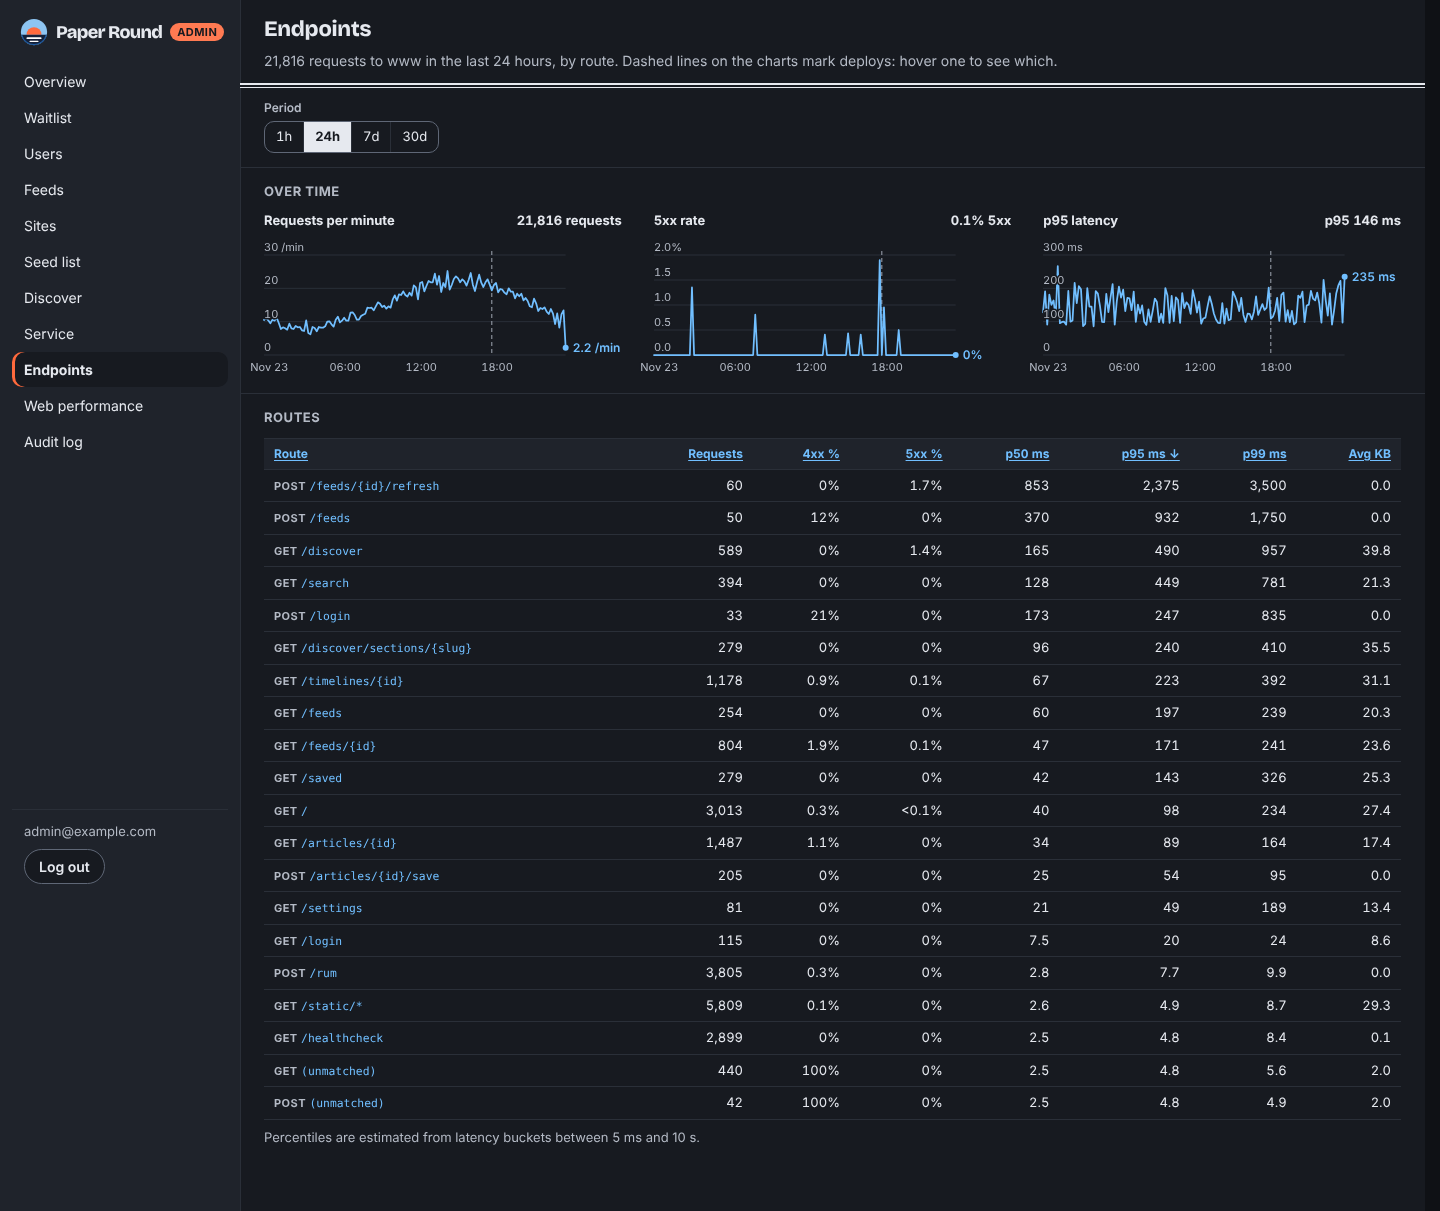 Paper Round ADMIN
Overview
Waitlist
Users
Feeds
Sites
Seed list
Discover
Service
Endpoints
Web performance
Audit log
admin@example.com
Log out
Endpoints
21,816 requests to www in the last 24 hours, by route. Dashed lines on the charts mark deploys: hover one to see which.
Period
1h 24h 7d 30d
OVER TIME
Requests per minute 21,816 requests
30 /min
20
10
0
2.2 /min
Nov 23 06:00 12:00 18:00
5xx rate 0.1% 5xx
2.0%
1.5
1.0
0.5
0.0
0%
Nov 23 06:00 12:00 18:00
p95 latency p95 146 ms
300 ms
200
100
0
235 ms
Nov 23 06:00 12:00 18:00
ROUTES
Route Requests 4xx % 5xx % p50 ms p95 ms ↓ p99 ms Avg KB
POST /feeds/{id}/refresh 60 0% 1.7% 853 2,375 3,500 0.0
POST /feeds 50 12% 0% 370 932 1,750 0.0
GET /discover 589 0% 1.4% 165 490 957 39.8
GET /search 394 0% 0% 128 449 781 21.3
POST /login 33 21% 0% 173 247 835 0.0
GET /discover/sections/{slug} 279 0% 0% 96 240 410 35.5
GET /timelines/{id} 1,178 0.9% 0.1% 67 223 392 31.1
GET /feeds 254 0% 0% 60 197 239 20.3
GET /feeds/{id} 804 1.9% 0.1% 47 171 241 23.6
GET /saved 279 0% 0% 42 143 326 25.3
GET / 3,013 0.3% <0.1% 40 98 234 27.4
GET /articles/{id} 1,487 1.1% 0% 34 89 164 17.4
POST /articles/{id}/save 205 0% 0% 25 54 95 0.0
GET /settings 81 0% 0% 21 49 189 13.4
GET /login 115 0% 0% 7.5 20 24 8.6
POST /rum 3,805 0.3% 0% 2.8 7.7 9.9 0.0
GET /static/* 5,809 0.1% 0% 2.6 4.9 8.7 29.3
GET /healthcheck 2,899 0% 0% 2.5 4.8 8.4 0.1
GET (unmatched) 440 100% 0% 2.5 4.8 5.6 2.0
POST (unmatched) 42 100% 0% 2.5 4.8 4.9 2.0
Percentiles are estimated from latency buckets between 5 ms and 10 s.